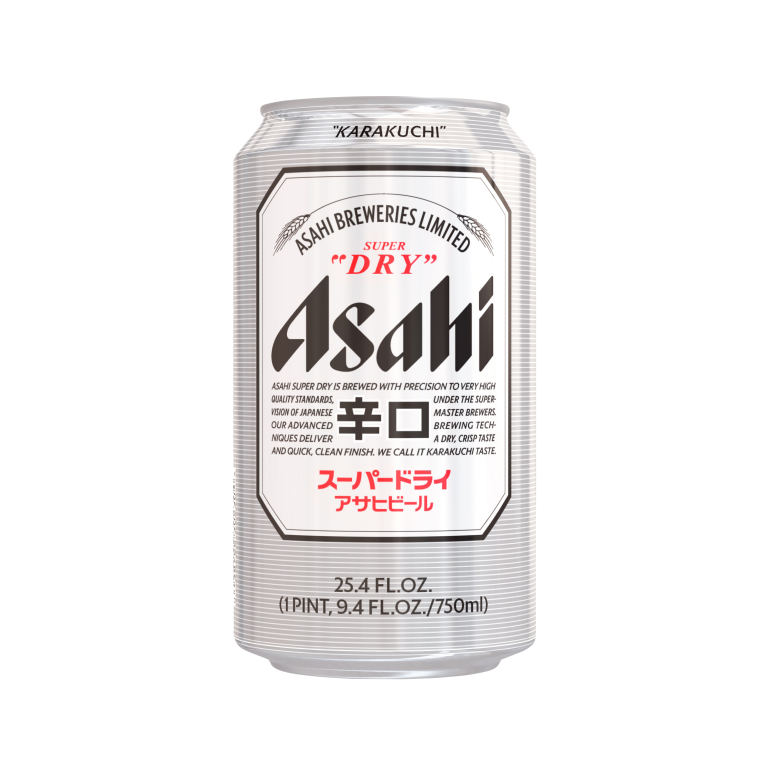 "KARAKUCHI"
ASAHI BREWERIES LIMITED
SUPER
"DRY"
Asahi
ASAHI SUPER DRY IS BREWED WITH PRECISION TO VERY HIGH
QUALITY STANDARDS, UNDER THE SUPER-
VISION OF JAPANESE MASTER BREWERS.
OUR ADVANCED BREWING TECH-
NIQUES DELIVER A DRY, CRISP TASTE
辛口
AND QUICK, CLEAN FINISH. WE CALL IT KARAKUCHI TASTE.
スーパードライ
アサヒビール
25.4 FL.OZ.
(1 PINT, 9.4 FL.OZ./750ml)